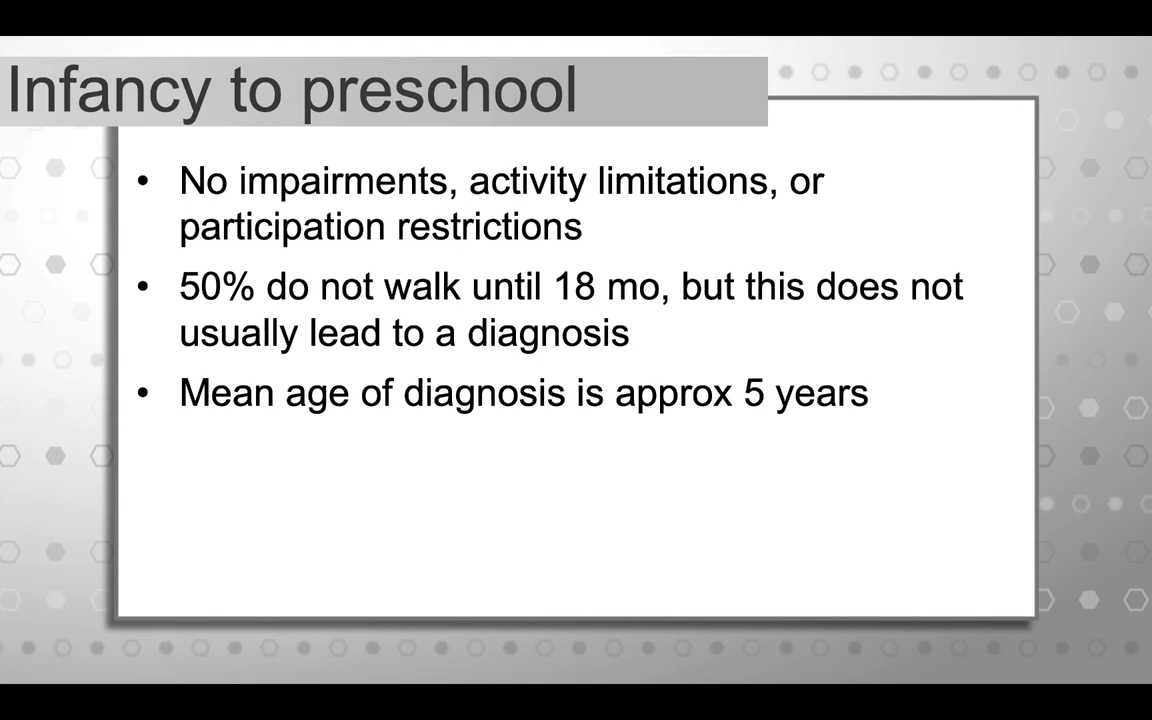 Infancy to preschool
• No impairments, activity limitations, or
participation restrictions
• 50% do not walk until 18 mo, but this does not
usually lead to a diagnosis
• Mean age of diagnosis is approx 5 years